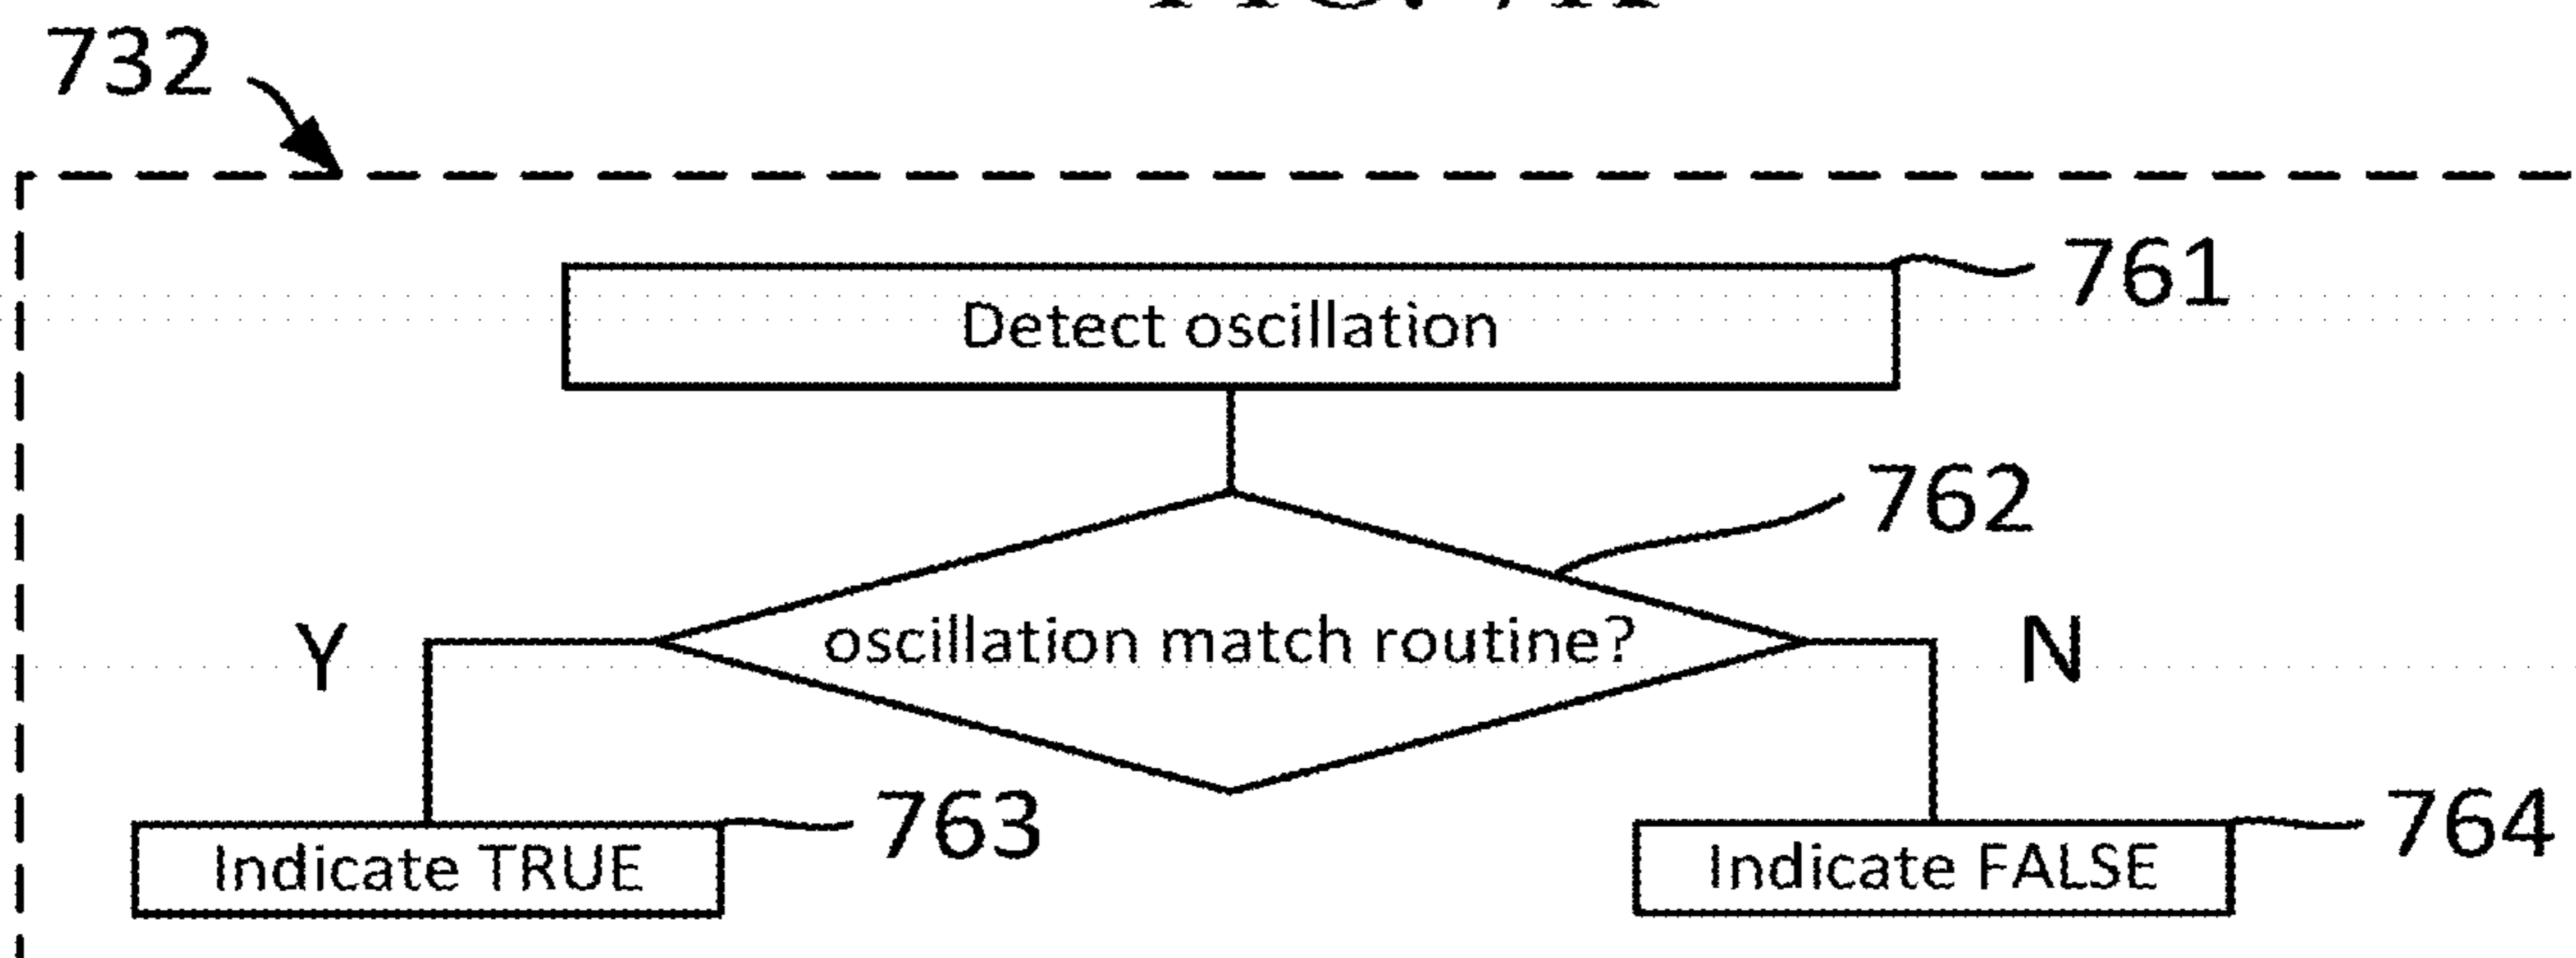 732
761
Detect oscillation
762
oscillation match routine?
Y
N
763
764
Indicate TRUE
Indicate FALSE